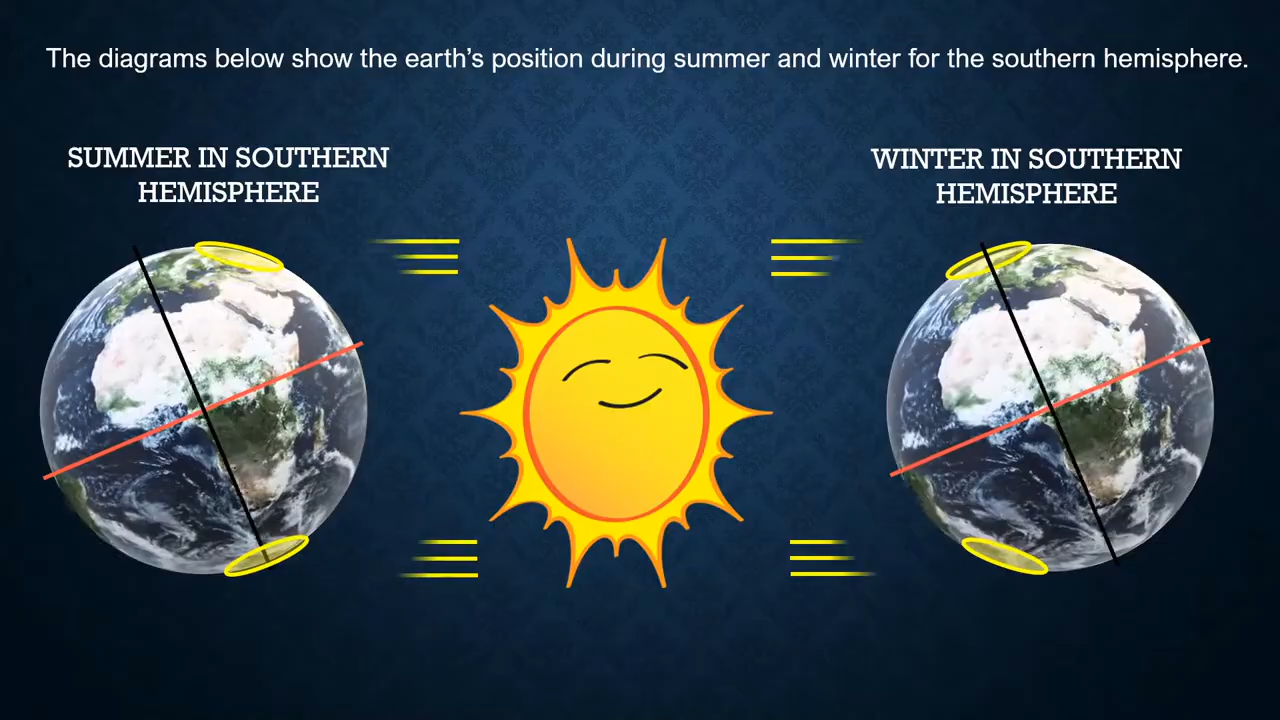 The diagrams below show the earth’s position during summer and winter for the southern hemisphere.
SUMMER IN SOUTHERN
HEMISPHERE
WINTER IN SOUTHERN
HEMISPHERE